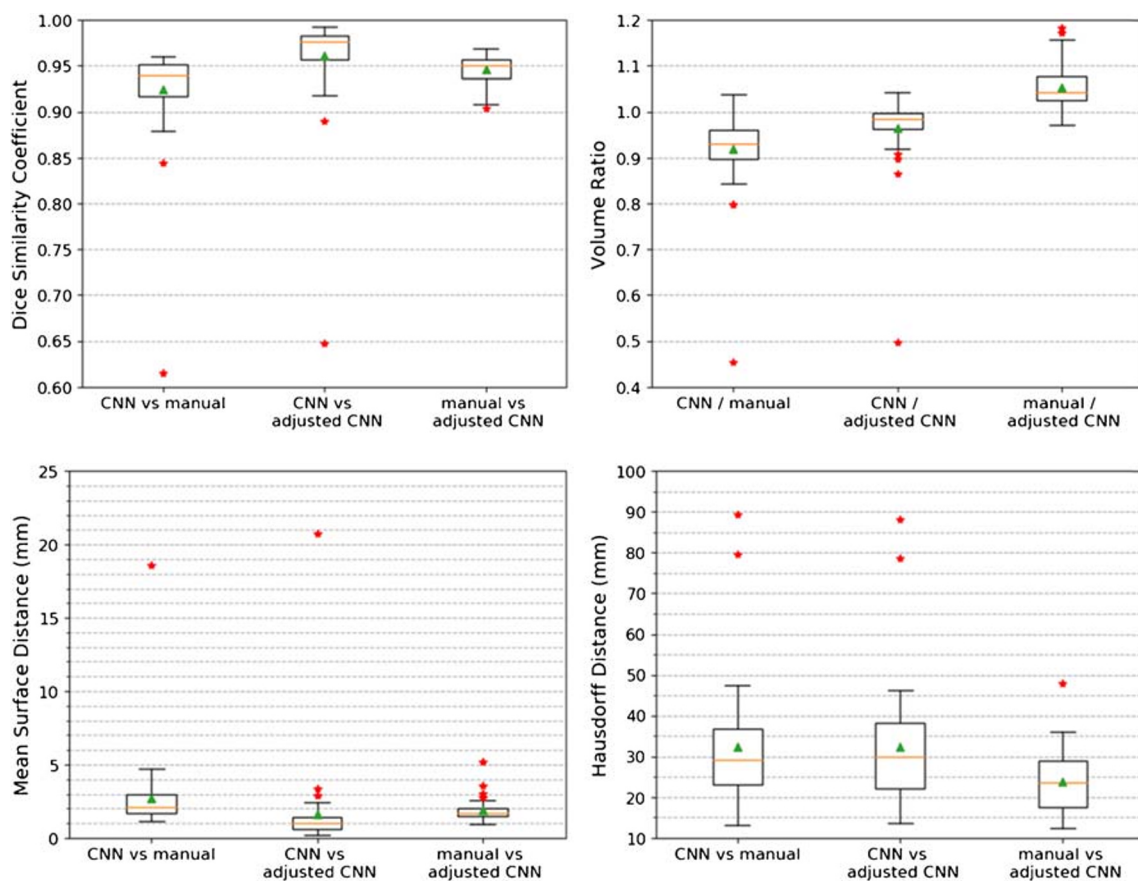 Dice Similarity Coefficient
1.00
0.95
0.90
0.85
0.80
0.75
0.70
0.65
0.60
CNN vs manual
CNN vs
adjusted CNN
manual vs
adjusted CNN
Volume Ratio
1.2
1.1
1.0
0.9
0.8
0.7
0.6
0.5
0.4
CNN / manual
CNN /
adjusted CNN
manual /
adjusted CNN
Mean Surface Distance (mm)
25
20
15
10
5
0
CNN vs manual
CNN vs
adjusted CNN
manual vs
adjusted CNN
Hausdorff Distance (mm)
100
90
80
70
60
50
40
30
20
10
CNN vs manual
CNN vs
adjusted CNN
manual vs
adjusted CNN